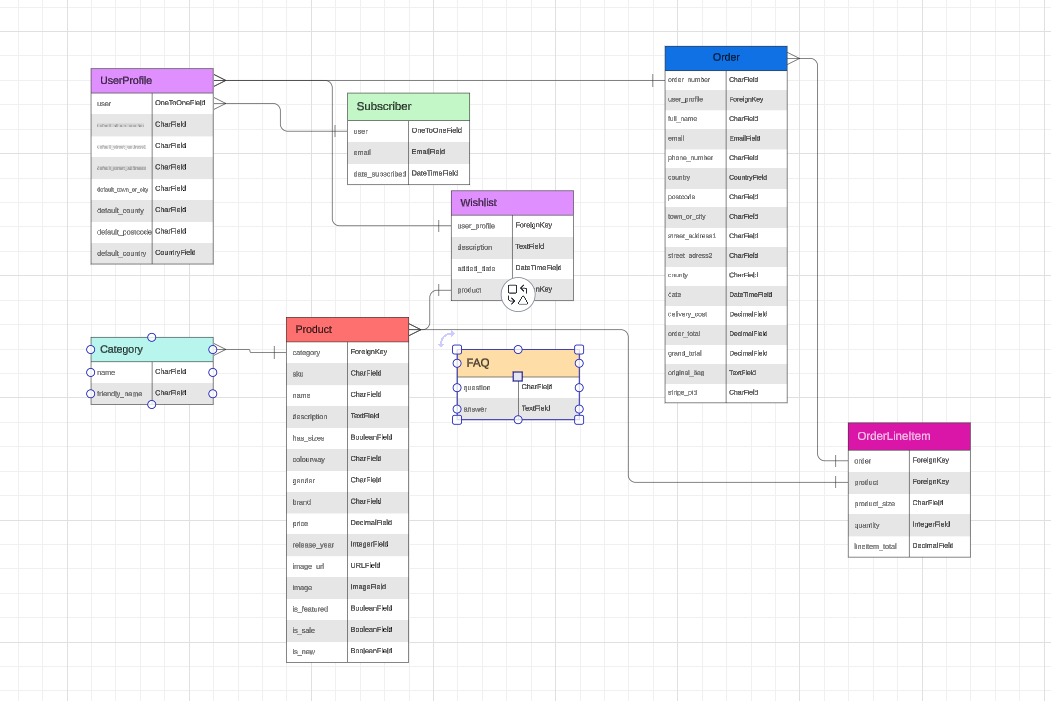 UserProfile
user OneToOneField
CharField
CharField
CharField
default_town_or_city CharField
default_county CharField
default_postcode CharField
default_country CountryField
Subscriber
user OneToOneField
email EmailField
date_subscribed DateTimeField
Wishlist
user_profile ForeignKey
description TextField
added_date DateTimeField
product
Order
order_number CharField
user_profile ForeignKey
full_name CharField
email EmailField
phone_number CharField
country CountryField
postcode CharField
town_or_city CharField
street_address1 CharField
street_adress2 CharField
county CharField
date DateTimeField
delivery_cost DecimalField
order_total DecimalField
grand_total DecimalField
original_bag TextField
stripe_pid CharField
Category
name CharField
friendly_name CharField
Product
category ForeignKey
sku CharField
name CharField
description TextField
has_sizes BooleanField
colourway CharField
gender CharField
brand CharField
price DecimalField
release_year IntegerField
image_url URLField
image ImageField
is_featured BooleanField
is_sale BooleanField
is_new BooleanField
FAQ
question CharField
answer TextField
OrderLineItem
order ForeignKey
product ForeignKey
product_size CharField
quantity IntegerField
lineitem_total DecimalField